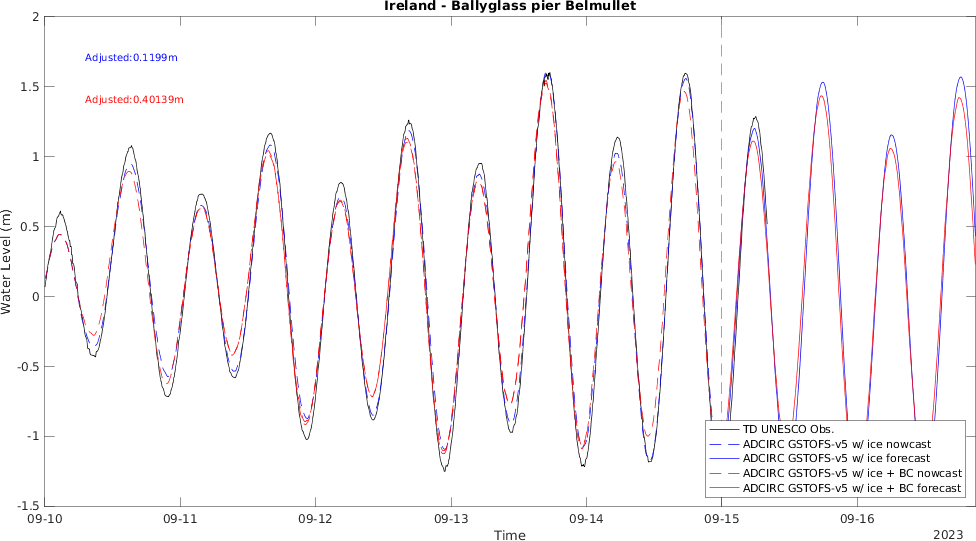 Ireland - Ballyglass pier Belmullet
2
Adjusted:0.1199m
1.5
Adjusted:0.40139m
1
0.5
Water Level (m)
0
-0.5
-1
TD UNESCO Obs.
ADCIRC GSTOFS-v5 w/ ice nowcast
ADCIRC GSTOFS-v5 w/ ice forecast
ADCIRC GSTOFS-v5 w/ ice + BC nowcast
ADCIRC GSTOFS-v5 w/ ice + BC forecast
-1.5
09-10 09-11 09-12 09-13 09-14 09-15 09-16
Time
2023